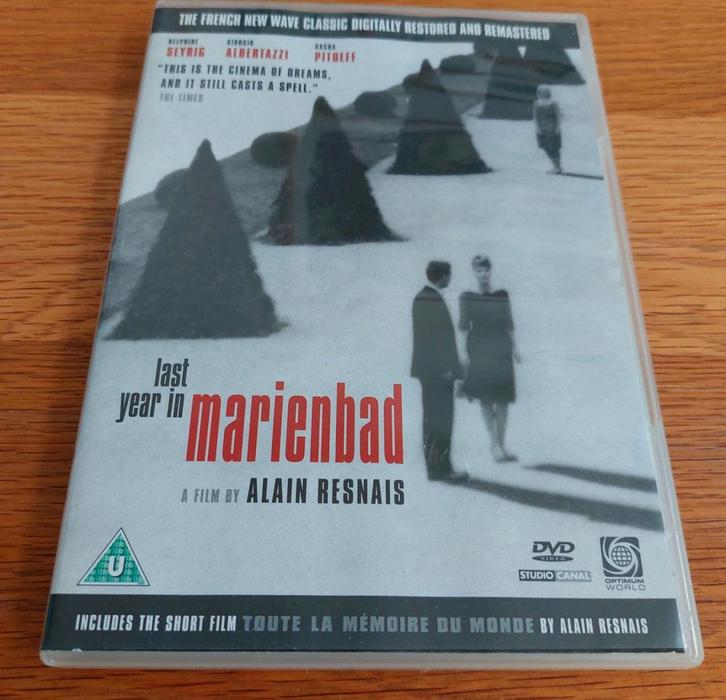 THE FRENCH NEW WAVE CLASSIC DIGITALLY RESTORED AND REMASTERED
DELPHINE SEYRIG
GIORGIO ALBERTAZZI
SACHA PITOEFF
"THIS IS THE CINEMA OF DREAMS,
AND IT STILL CASTS A SPELL."
THE TIMES
last
year in marienbad
A FILM BY ALAIN RESNAIS
U
DVD
VIDEO
STUDIO CANAL
OPTIMUM
WORLD
INCLUDES THE SHORT FILM TOUTE LA MÉMOIRE DU MONDE BY ALAIN RESNAIS